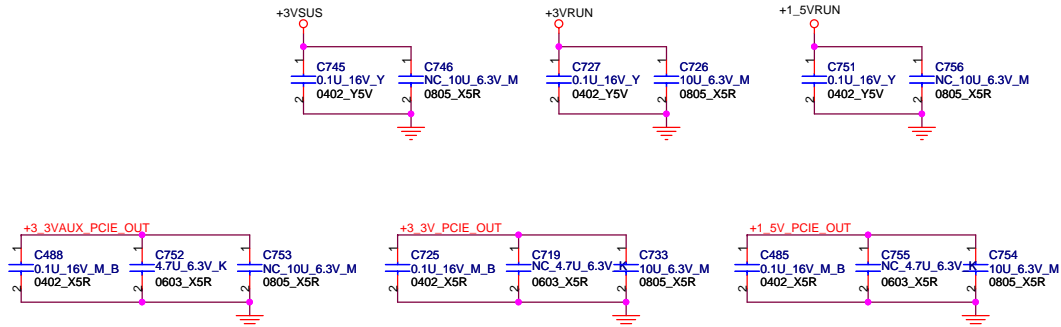 +3VSUS
+3VRUN
+1_5VRUN
1
C745
0.1U_16V_Y
0402_Y5V
2
1
C746
NC_10U_6.3V_M
0805_X5R
2
1
C727
0.1U_16V_Y
0402_Y5V
2
1
C726
10U_6.3V_M
0805_X5R
2
1
C751
0.1U_16V_Y
0402_Y5V
2
1
C756
NC_10U_6.3V_M
0805_X5R
2
+3_3VAUX_PCIE_OUT
+3_3V_PCIE_OUT
+1_5V_PCIE_OUT
1
C488
0.1U_16V_M_B
0402_X5R
2
1
C752
4.7U_6.3V_K
0603_X5R
2
1
C753
NC_10U_6.3V_M
0805_X5R
2
1
C725
0.1U_16V_M_B
0402_X5R
2
1
C719
NC_4.7U_6.3V_K
0603_X5R
2
1
C733
10U_6.3V_M
0805_X5R
2
1
C485
0.1U_16V_M_B
0402_X5R
2
1
C755
NC_4.7U_6.3V_K
0603_X5R
2
1
C754
10U_6.3V_M
0805_X5R
2